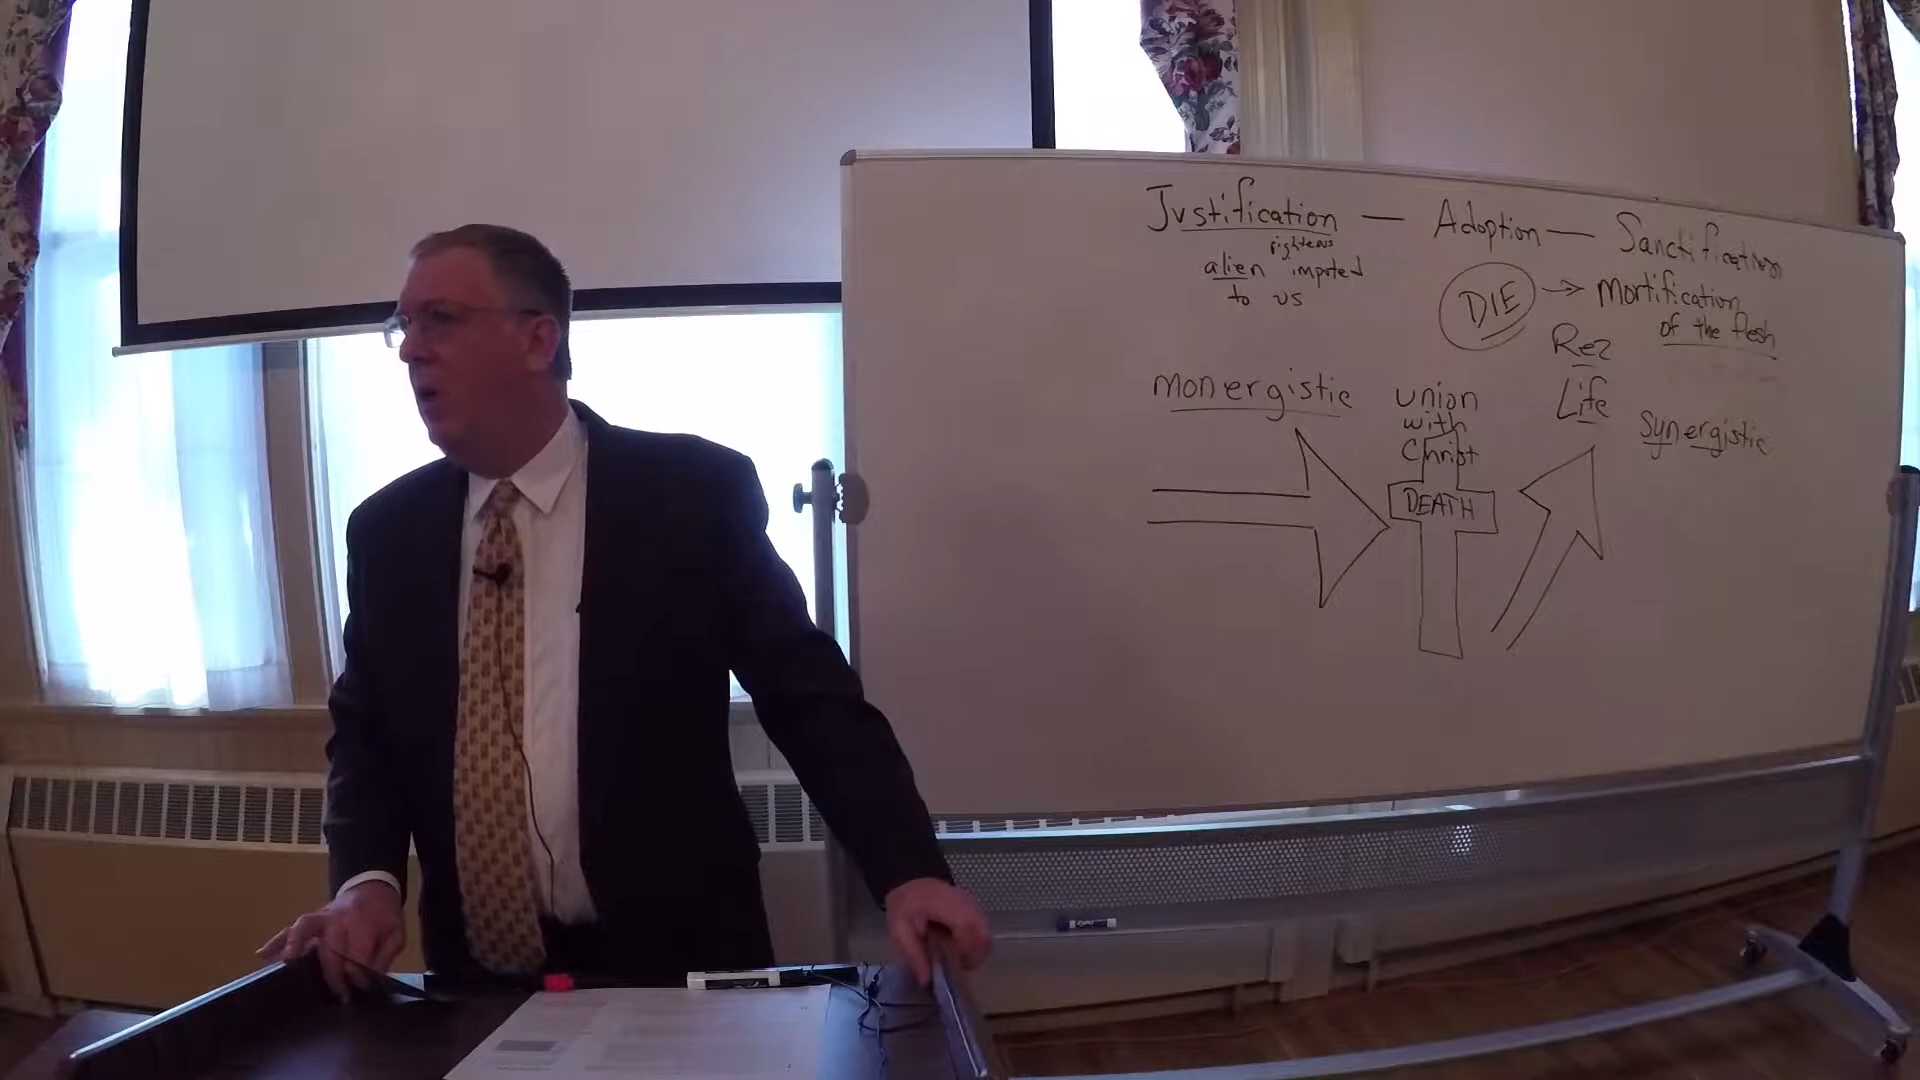 Justification — Adoption — Sanctification
righteous
alien imputed
to us
DIE → Mortification
of the flesh
Rez
Life
monergistic
union
with
Christ
synergistic
DEATH